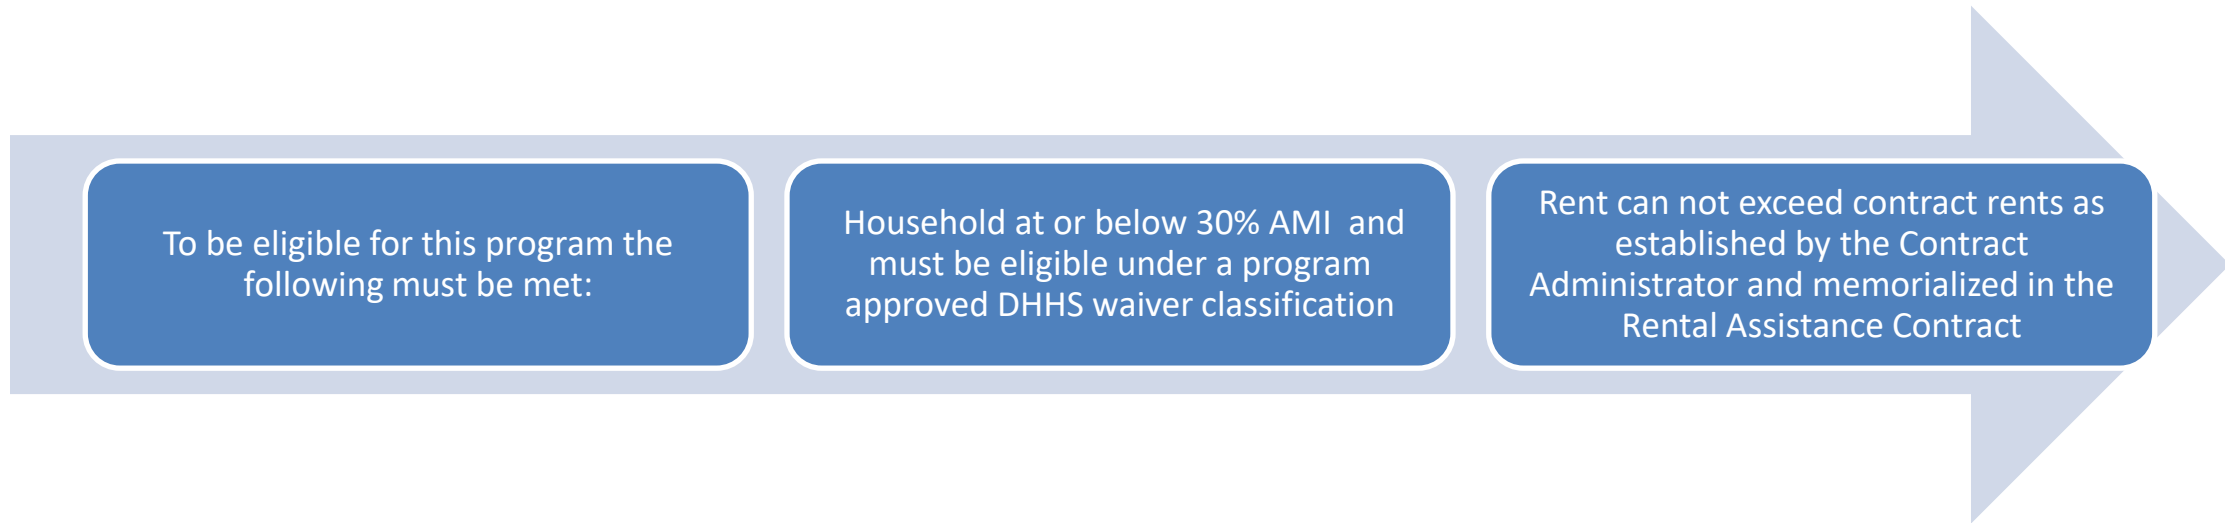 To be eligible for this program the
following must be met:
Household at or below 30% AMI  and
must be eligible under a program
approved DHHS waiver classification
Rent can not exceed contract rents as
established by the Contract
Administrator and memorialized in the
Rental Assistance Contract